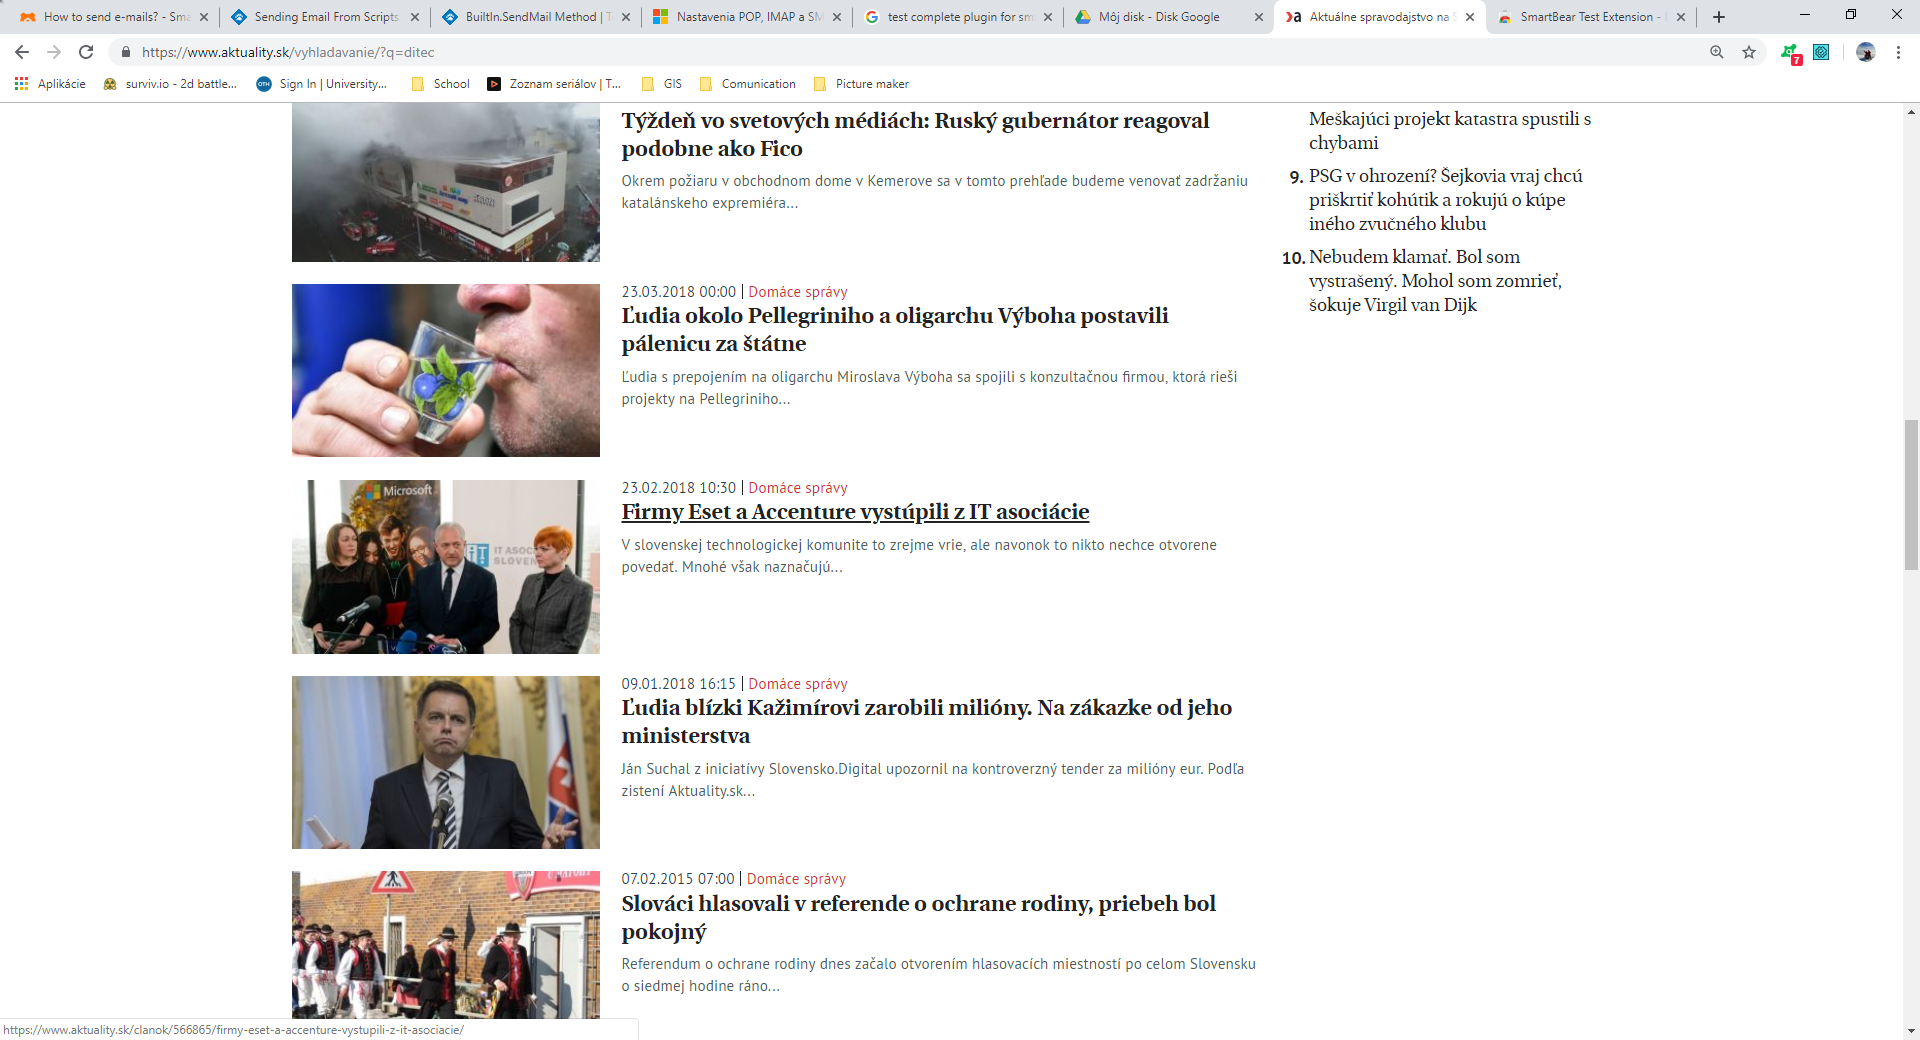 How to send e-mails? - Sma
Sending Email From Scripts
BuiltIn.SendMail Method | T
Nastavenia POP, IMAP a SM
test complete plugin for sm
Môj disk - Disk Google
Aktuálne spravodajstvo na S
SmartBear Test Extension -
https://www.aktuality.sk/vyhladavanie/?q=ditec
7
Aplikácie
surviv.io - 2d battle...
Sign In | University...
School
Zoznam seriálov | T...
GIS
Comunication
Picture maker
Týždeň vo svetových médiách: Ruský gubernátor reagoval
podobne ako Fico
Okrem požiaru v obchodnom dome v Kemerove sa v tomto prehľade budeme venovať zadržaniu
katalánskeho expremiéra...
23.03.2018 00:00 | Domáce správy
Ľudia okolo Pellegriniho a oligarchu Výboha postavili
pálenicu za štátne
Ľudia s prepojením na oligarchu Miroslava Výboha sa spojili s konzultačnou firmou, ktorá rieši
projekty na Pellegriniho...
Microsoft
IT ASOC
SLOVEN
23.02.2018 10:30 | Domáce správy
Firmy Eset a Accenture vystúpili z IT asociácie
V slovenskej technologickej komunite to zrejme vrie, ale navonok to nikto nechce otvorene
povedať. Mnohé však naznačujú...
09.01.2018 16:15 | Domáce správy
Ľudia blízki Kažimírovi zarobili milióny. Na zákazke od jeho
ministerstva
Ján Suchal z iniciatívy Slovensko.Digital upozornil na kontroverzný tender za milióny eur. Podľa
zistení Aktuality.sk...
07.02.2015 07:00 | Domáce správy
Slováci hlasovali v referende o ochrane rodiny, priebeh bol
pokojný
Referendum o ochrane rodiny dnes začalo otvorením hlasovacích miestností po celom Slovensku
o siedmej hodine ráno...
Meškajúci projekt katastra spustili s
chybami
9. PSG v ohrození? Šejkovia vraj chcú
priškrtiť kohútik a rokujú o kúpe
iného zvučného klubu
10. Nebudem klamať. Bol som
vystrašený. Mohol som zomrieť,
šokuje Virgil van Dijk
https://www.aktuality.sk/clanok/566865/firmy-eset-a-accenture-vystupili-z-it-asociacie/